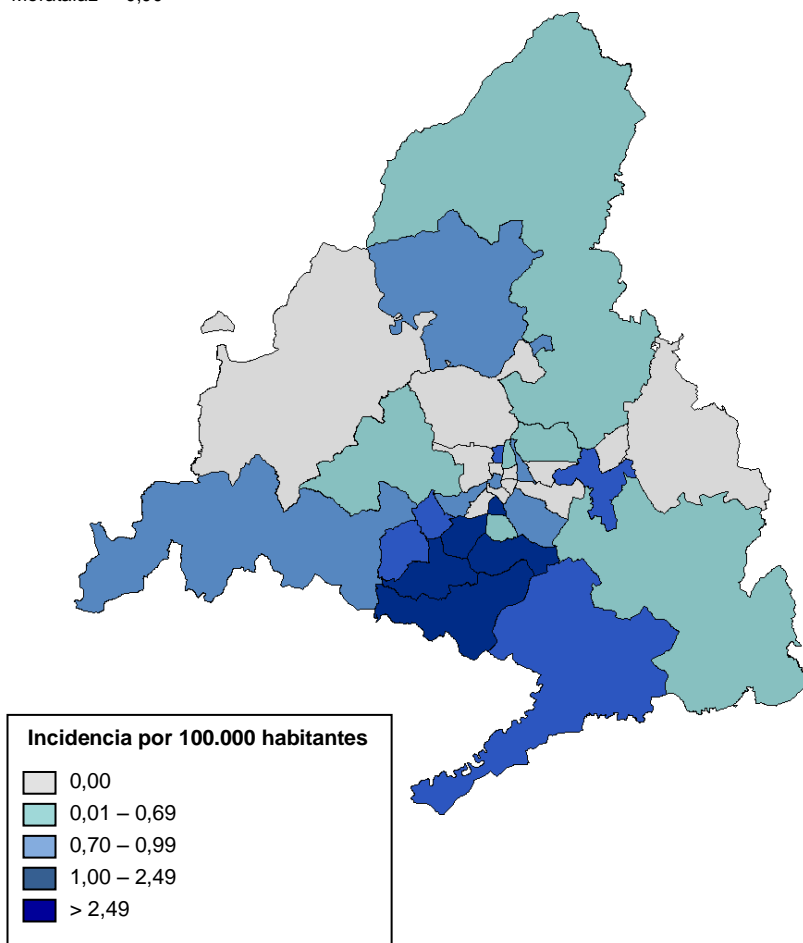 Incidencia por 100.000 habitantes
0,00
0,01 – 0,69
0,70 – 0,99
1,00 – 2,49
> 2,49